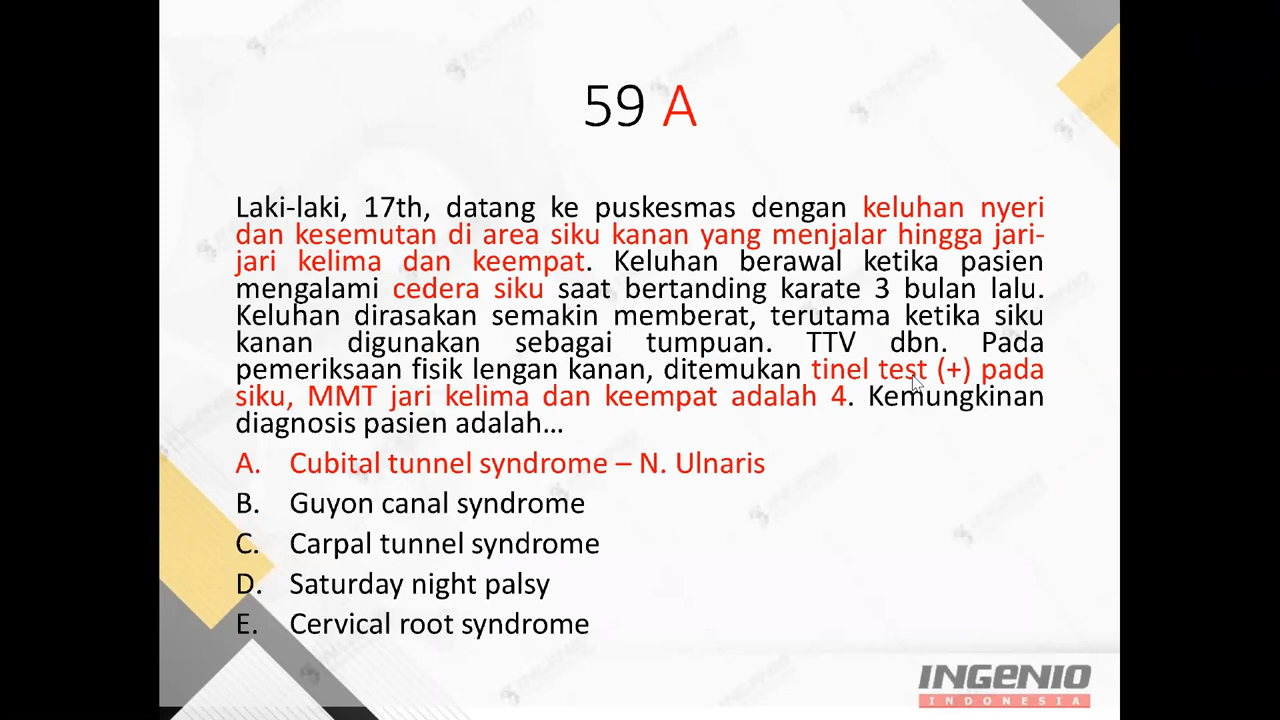 59 A
Laki-laki, 17th, datang ke puskesmas dengan keluhan nyeri
dan kesemutan di area siku kanan yang menjalar hingga jari-
jari kelima dan keempat. Keluhan berawal ketika pasien
mengalami cedera siku saat bertanding karate 3 bulan lalu.
Keluhan dirasakan semakin memberat, terutama ketika siku
kanan digunakan sebagai tumpuan. TTV dbn. Pada
pemeriksaan fisik lengan kanan, ditemukan tinel test (+) pada
siku, MMT jari kelima dan keempat adalah 4. Kemungkinan
diagnosis pasien adalah...
A. Cubital tunnel syndrome – N. Ulnaris
B. Guyon canal syndrome
C. Carpal tunnel syndrome
D. Saturday night palsy
E. Cervical root syndrome
INGENIO
INDONESIA